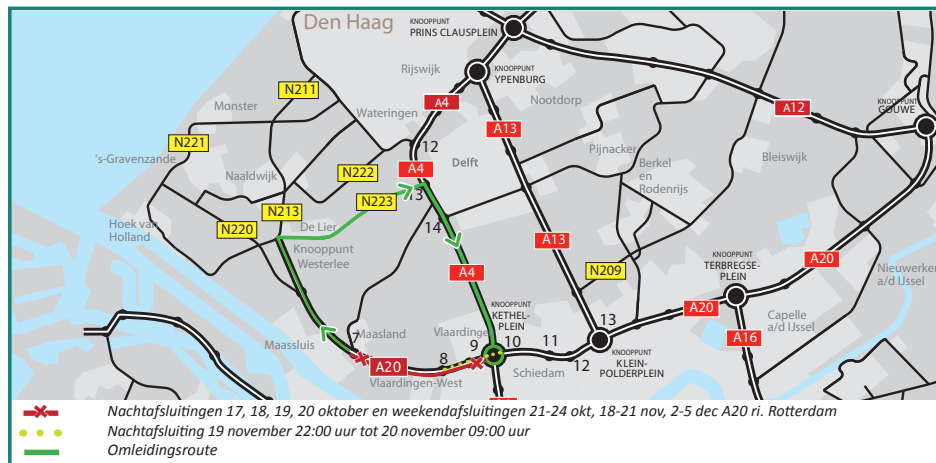 Den Haag
KNOOPPUNT
PRINS CLAUSPLEIN
Rijswijk
KNOOPPUNT
YPENBURG
N211
Monster
A4
Nootdorp
A12
KNOOPPUNT
GOUWE
Wateringen
A13
N221
12
Pijnacker
's-Gravenzande
Delft
Berkel
en
Rodenrijs
Bleiswijk
Naaldwijk
N222
A4
13
N223
N213
De Lier
14
Hoek van
Holland
N220
Knooppunt
Westerlee
A13
A4
N209
KNOOPPUNT
TERBREGSE-
PLEIN
A20
Nieuwerkerk
a/d IJssel
KNOOPPUNT
KETHEL-
PLEIN
A20
Capelle
a/d IJssel
13
7
Maassluis
Maasland
Vlaardingen
9
10
11
12
A16
8
A20
Vlaardingen-West
Schiedam
KNOOPPUNT
KLEIN-
POLDERPLEIN
Nachtafsluitingen 17, 18, 19, 20 oktober en weekendafsluitingen 21-24 okt, 18-21 nov, 2-5 dec A20 ri. Rotterdam
Nachtafsluiting 19 november 22:00 uur tot 20 november 09:00 uur
Omleidingsroute